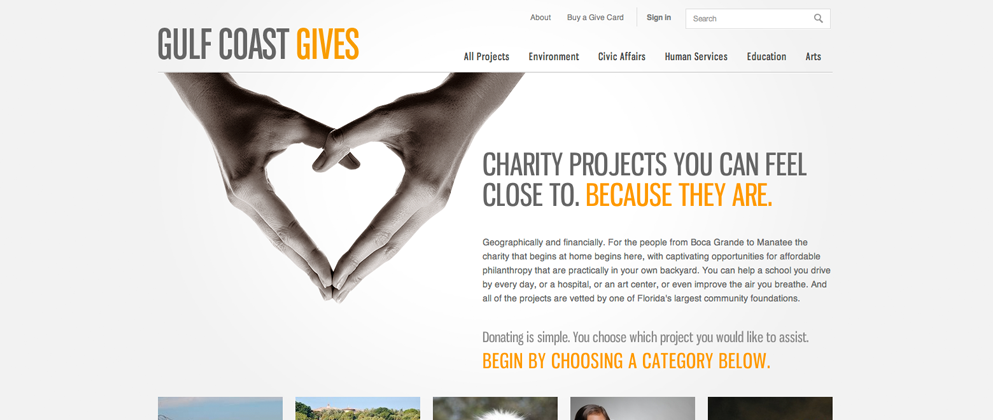 About Buy a Give Card Sign in Search
GULF COAST GIVES
All Projects Environment Civic Affairs Human Services Education Arts
CHARITY PROJECTS YOU CAN FEEL
CLOSE TO. BECAUSE THEY ARE.
Geographically and financially. For the people from Boca Grande to Manatee the
charity that begins at home begins here, with captivating opportunities for affordable
philanthropy that are practically in your own backyard. You can help a school you drive
by every day, or a hospital, or an art center, or even improve the air you breathe. And
all of the projects are vetted by one of Florida's largest community foundations.
Donating is simple. You choose which project you would like to assist.
BEGIN BY CHOOSING A CATEGORY BELOW.